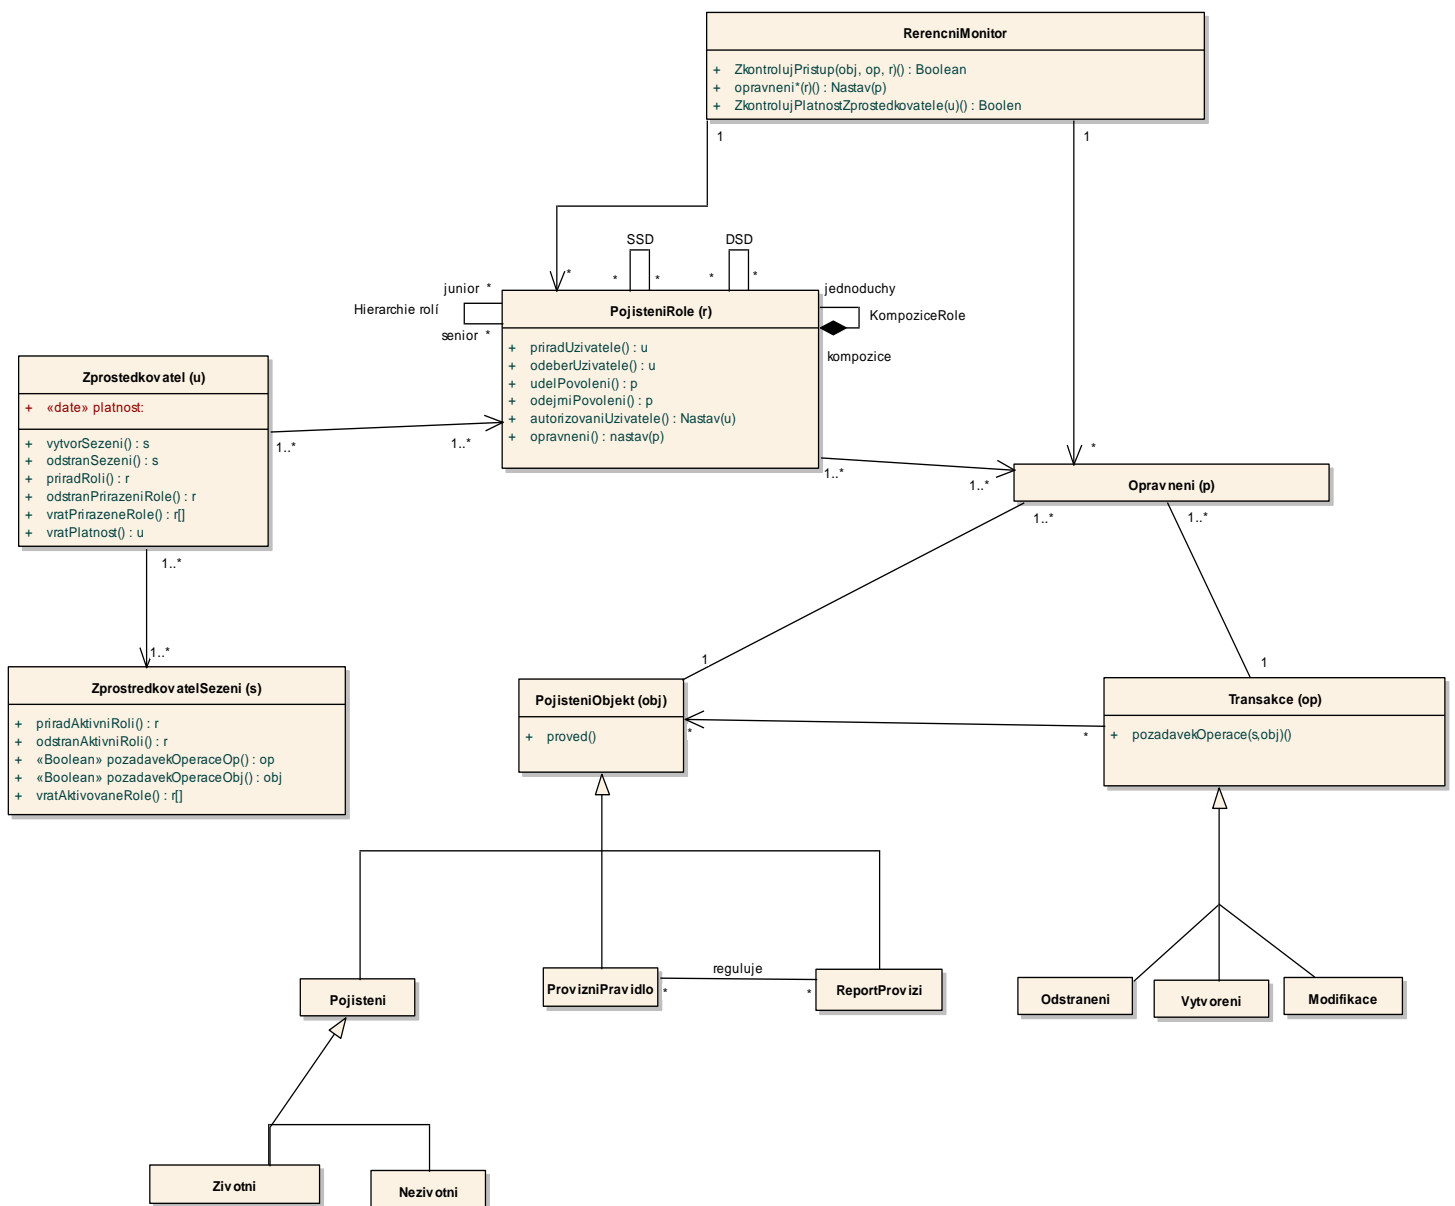 RerencniMonitor
+ ZkontrolujPristup(obj, op, r)() : Boolean
+ opravneni*(r)() : Nastav(p)
+ ZkontrolujPlatnostZprostedkovatele(u)() : Boolen
1
1
SSD
DSD
*
*
*
*
*
junior *
jednoduchy
Hierarchie rolí
PojisteniRole (r)
KompoziceRole
senior *
kompozice
+ priradUzivatele() : u
+ odeberUzivatele() : u
+ udelPovoleni() : p
+ odejmiPovoleni() : p
+ autorizovaniUzivatele() : Nastav(u)
+ opravneni() : nastav(p)
Zprostedkovatel (u)
+ «date» platnost:
+ vytvorSezeni() : s
+ odstranSezeni() : s
+ priradRoli() : r
+ odstranPrirazeniRole() : r
+ vratPrirazeneRole() : r[]
+ vratPlatnost() : u
1..*
1..*
*
1..*
1..*
Opravneni (p)
1..*
1..*
1..*
1..*
1
1
ZprostredkovatelSezeni (s)
+ priradAktivniRoli() : r
+ odstranAktivniRoli() : r
+ «Boolean» pozadavekOperaceOp() : op
+ «Boolean» pozadavekOperaceObj() : obj
+ vratAktivovaneRole() : r[]
PojisteniObjekt (obj)
+ proved()
*
*
Transakce (op)
+ pozadavekOperace(s,obj)()
Pojisteni
ProvizniPravidlo
*
reguluje
*
ReportProvizi
Odstraneni
Vytvoreni
Modifikace
Zivotni
Nezivotni